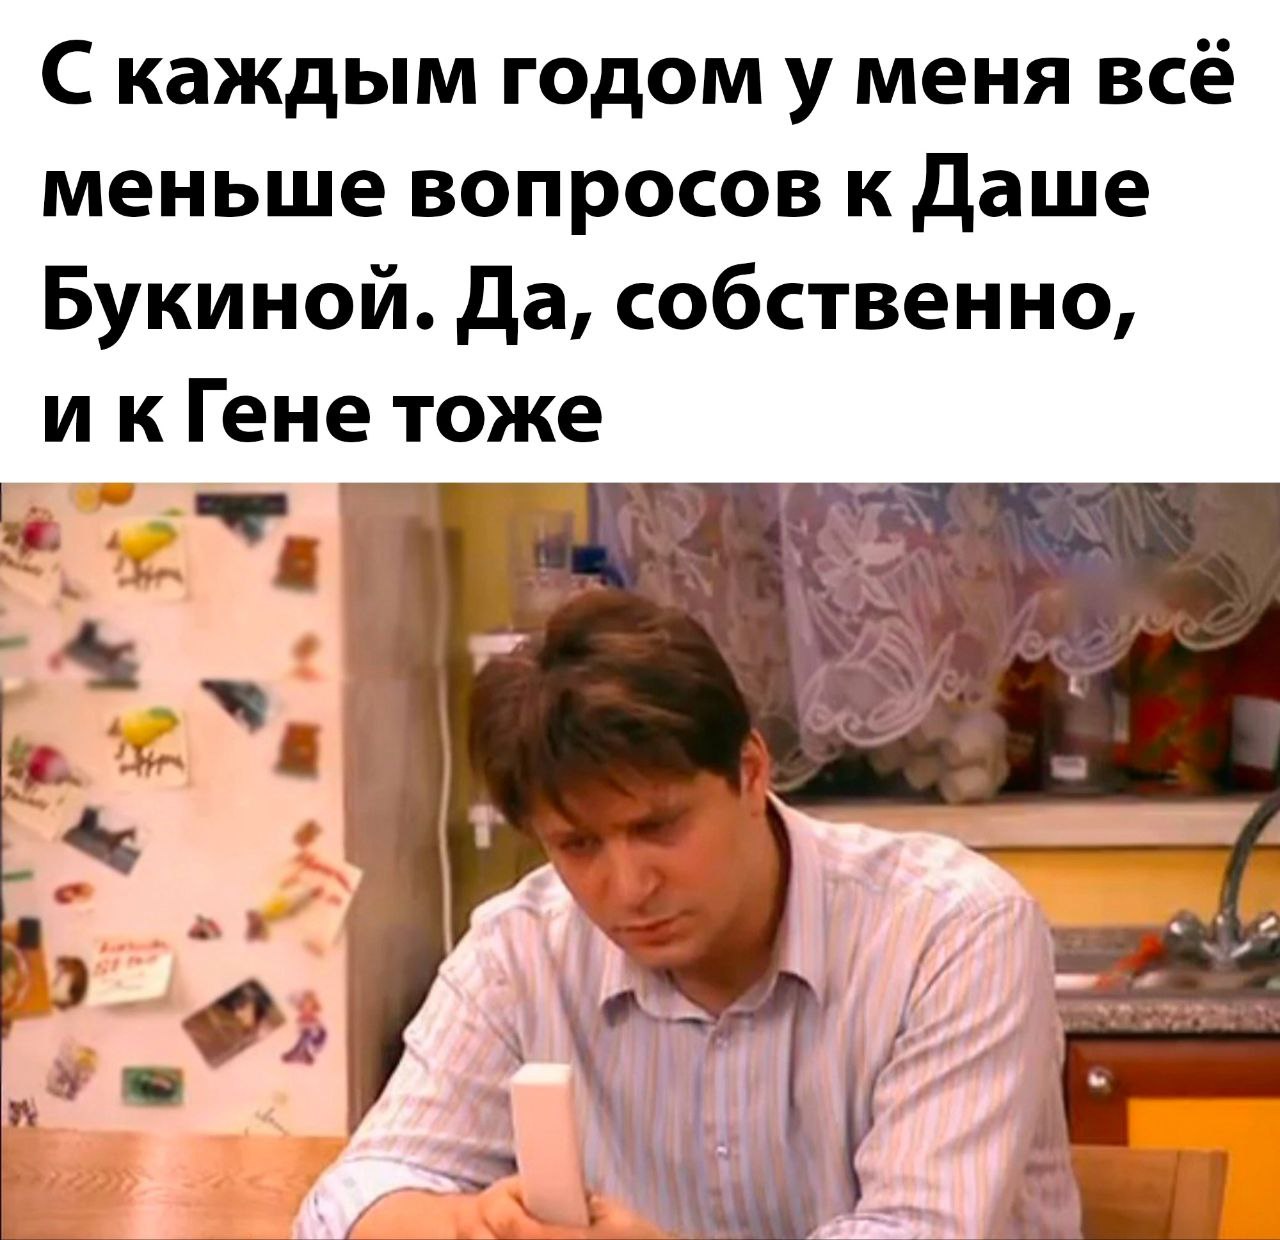 С каждым годом у меня всё
меньше вопросов к Даше
Букиной. Да, собственно,
и к Гене тоже